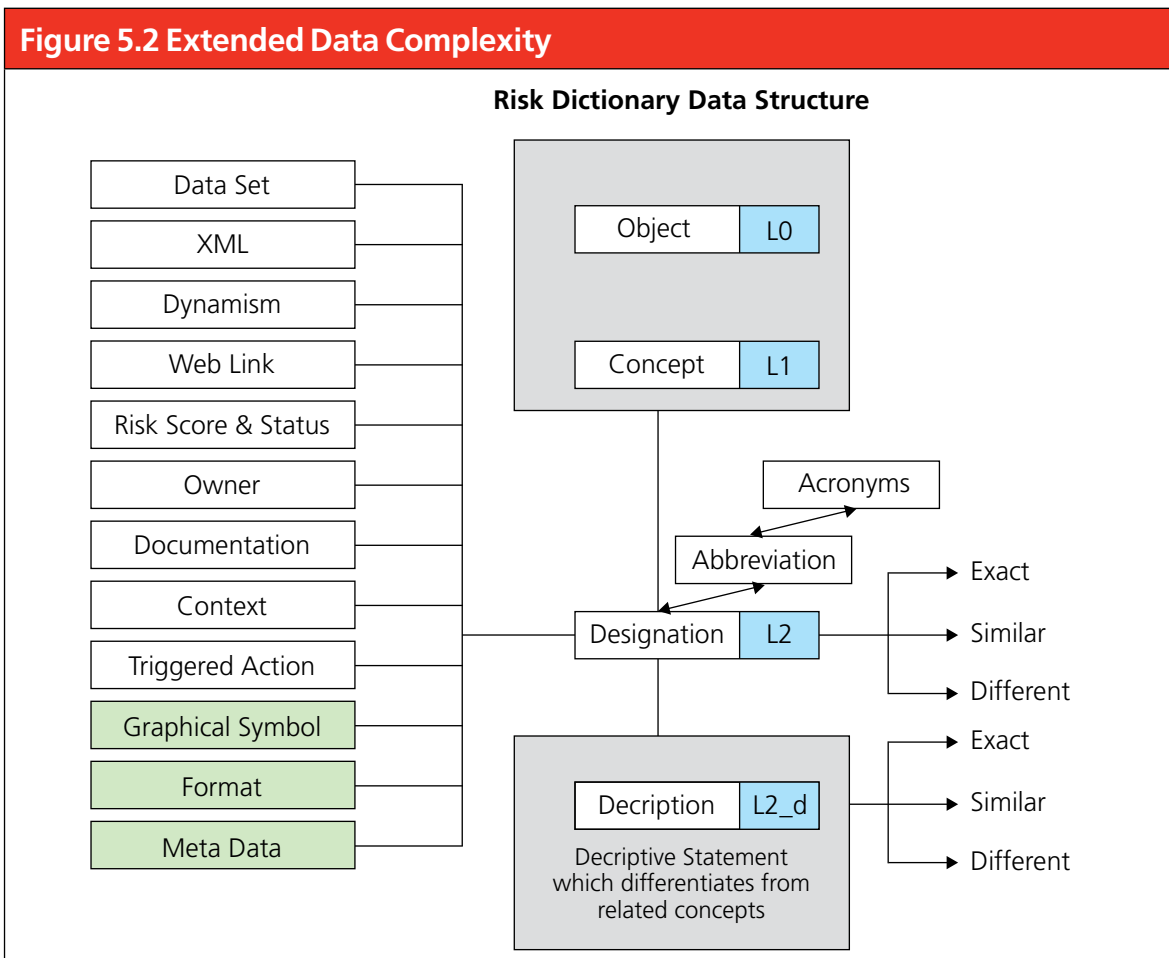 Figure 5.2 Extended Data Complexity
Risk Dictionary Data Structure
Data Set
XML
Dynamism
Web Link
Risk Score & Status
Owner
Documentation
Context
Triggered Action
Graphical Symbol
Format
Meta Data
Object L0
Concept L1
Acronyms
Abbreviation
Designation L2
Exact
Similar
Different
Decription L2_d
Decriptive Statement
which differentiates from
related concepts
Exact
Similar
Different